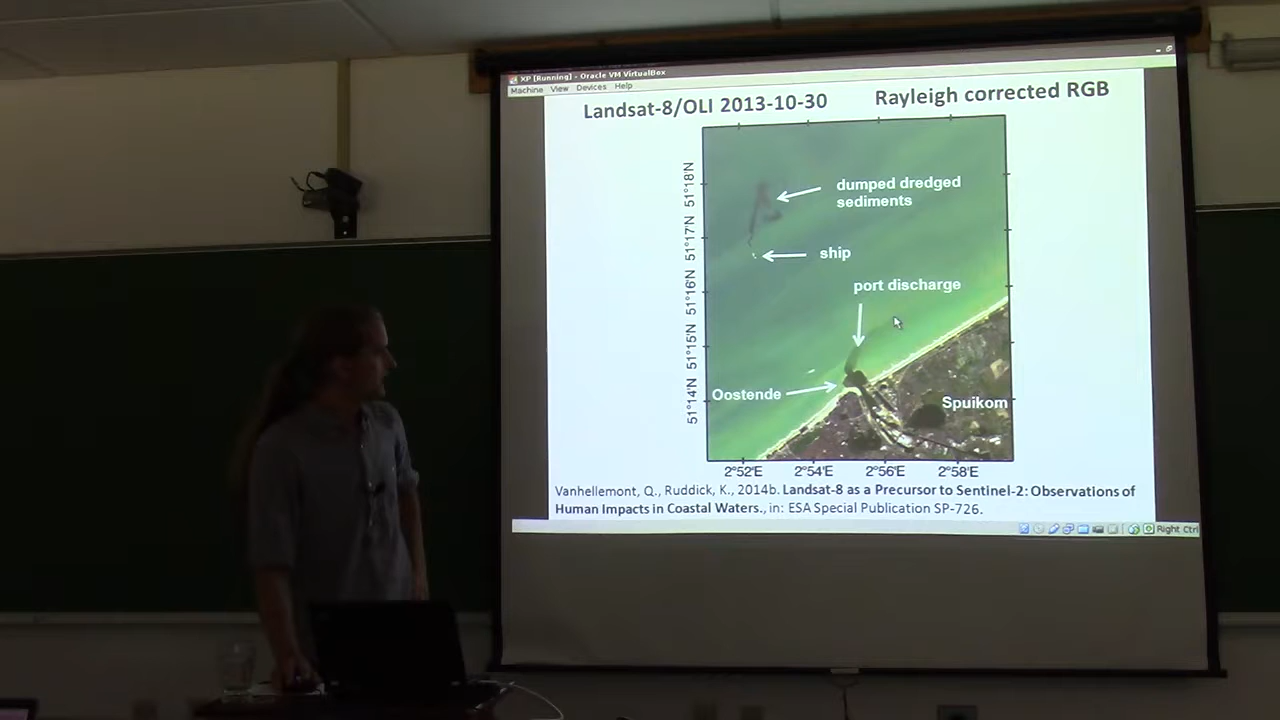 XP [Running] - Oracle VM VirtualBox
Machine View Devices Help
Landsat-8/OLI 2013-10-30 Rayleigh corrected RGB
51°18'N
51°17'N
51°16'N
51°15'N
51°14'N
dumped dredged
sediments
ship
port discharge
Oostende
Spuikom
2°52'E 2°54'E 2°56'E 2°58'E
Vanhellemont, Q., Ruddick, K., 2014b. Landsat-8 as a Precursor to Sentinel-2: Observations of
Human Impacts in Coastal Waters., in: ESA Special Publication SP-726.
Right Ctrl